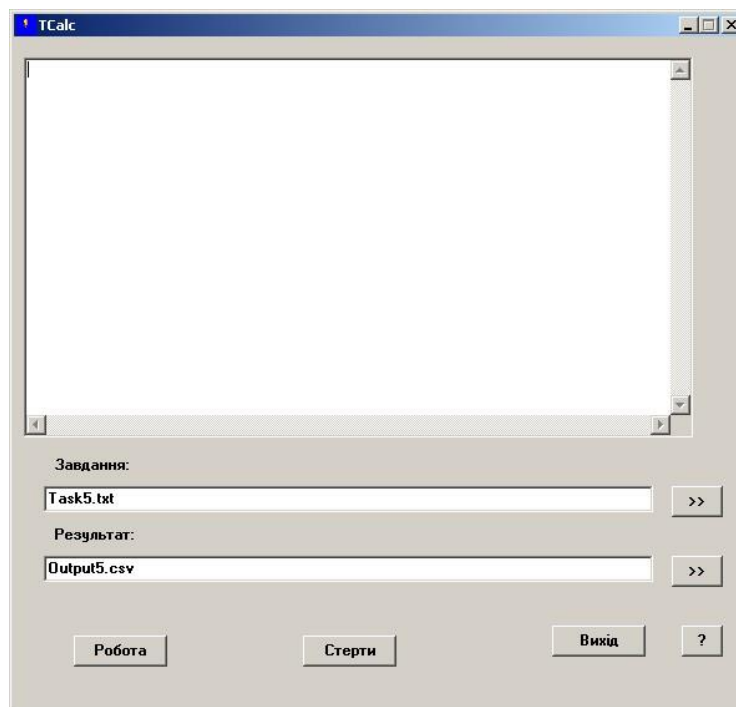 TCalc
Завдання:
Task5.txt
>>
Результат:
Output5.csv
>>
Робота
Стерти
Вихід
?